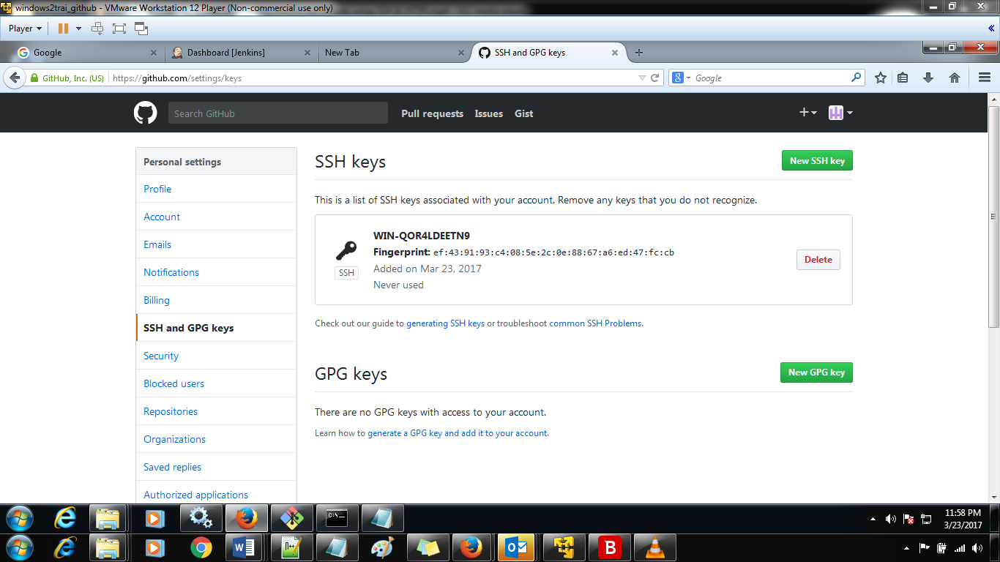 windows2trai_github - VMware Workstation 12 Player (Non-commercial use only)
Player
Google
Dashboard [Jenkins]
New Tab
SSH and GPG keys
GitHub, Inc. (US)
https://github.com/settings/keys
Google
Search GitHub
Pull requests
Issues
Gist
Personal settings
Profile
Account
Emails
Notifications
Billing
SSH and GPG keys
Security
Blocked users
Repositories
Organizations
Saved replies
Authorized applications
SSH keys
New SSH key
This is a list of SSH keys associated with your account. Remove any keys that you do not recognize.
WIN-QOR4LDEETN9
Fingerprint: ef:43:91:93:c4:08:5e:2c:0e:88:67:a6:ed:47:fc:cb
SSH
Added on Mar 23, 2017
Never used
Delete
Check out our guide to generating SSH keys or troubleshoot common SSH Problems.
GPG keys
New GPG key
There are no GPG keys with access to your account.
Learn how to generate a GPG key and add it to your account.
11:58 PM
3/23/2017